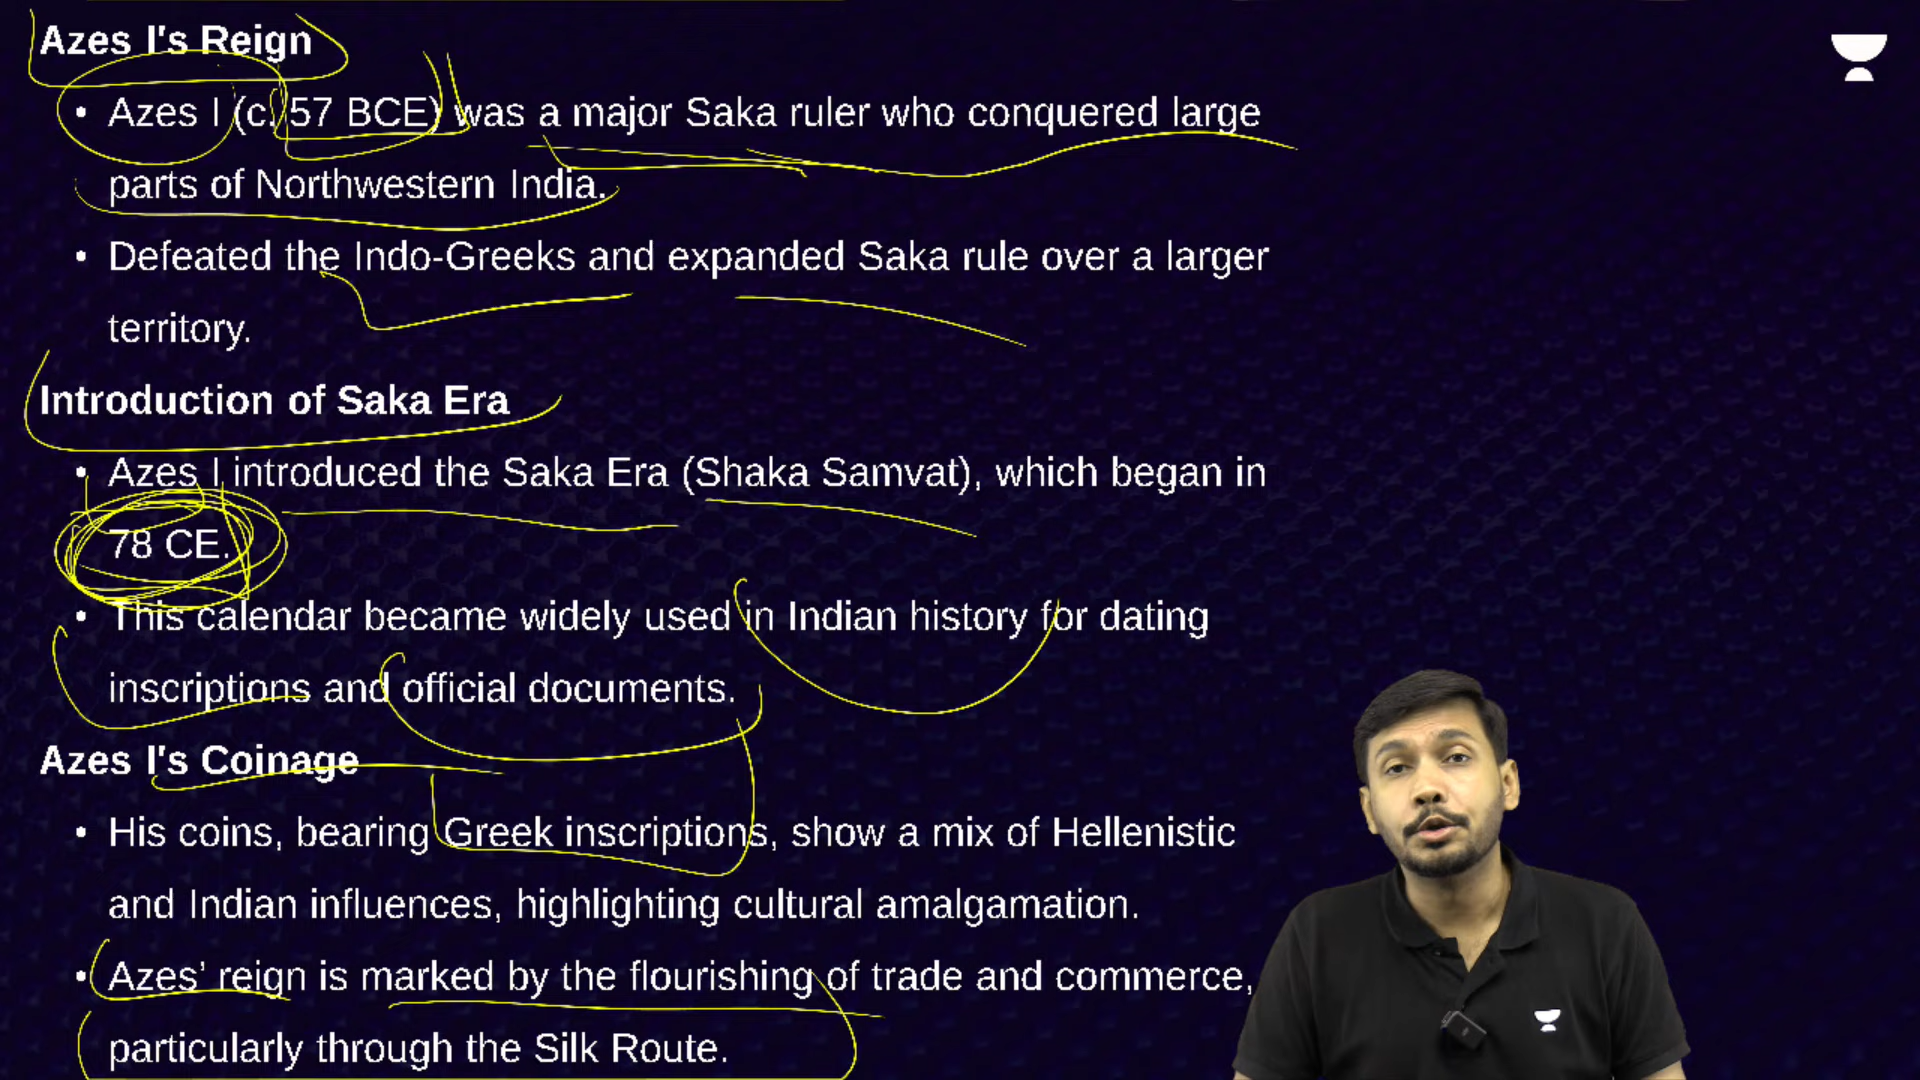 Azes I's Reign
• Azes I (c. 57 BCE) was a major Saka ruler who conquered large
parts of Northwestern India.
• Defeated the Indo-Greeks and expanded Saka rule over a larger
territory.
Introduction of Saka Era
• Azes I introduced the Saka Era (Shaka Samvat), which began in
78 CE.
• This calendar became widely used in Indian history for dating
inscriptions and official documents.
Azes I's Coinage
• His coins, bearing Greek inscriptions, show a mix of Hellenistic
and Indian influences, highlighting cultural amalgamation.
• Azes’ reign is marked by the flourishing of trade and commerce,
particularly through the Silk Route.